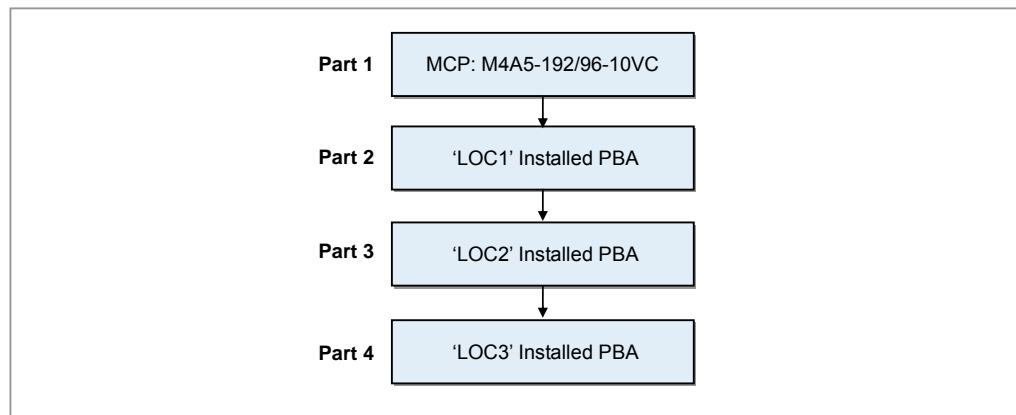 Part 1 MCP: M4A5-192/96-10VC
Part 2 ‘LOC1’ Installed PBA
Part 3 ‘LOC2’ Installed PBA
Part 4 ‘LOC3’ Installed PBA